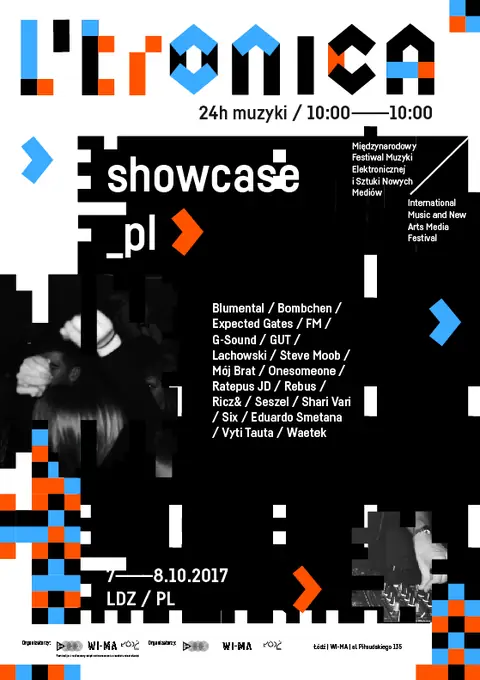 L'tronica
24h muzyki / 10:00——10:00
Międzynarodowy
Festiwal Muzyki
Elektronicznej
i Sztuki Nowych
Mediów
International
Music and New
Arts Media
Festival
showcase
_pl
Blumental / Bombchen /
Expected Gates / FM /
G-Sound / GUT /
Lachowski / Steve Moob /
Mój Brat / Onesomeone /
Ratepus JD / Rebus /
Ricz& / Seszel / Shari Vari
/ Six / Eduardo Smetana
/ Vyti Tauta / Waetek
7——8.10.2017
LDZ / PL
Organizatorzy: WI-MA Organizatorzy: WI-MA Łódź | WI-MA | al. Piłsudskiego 135